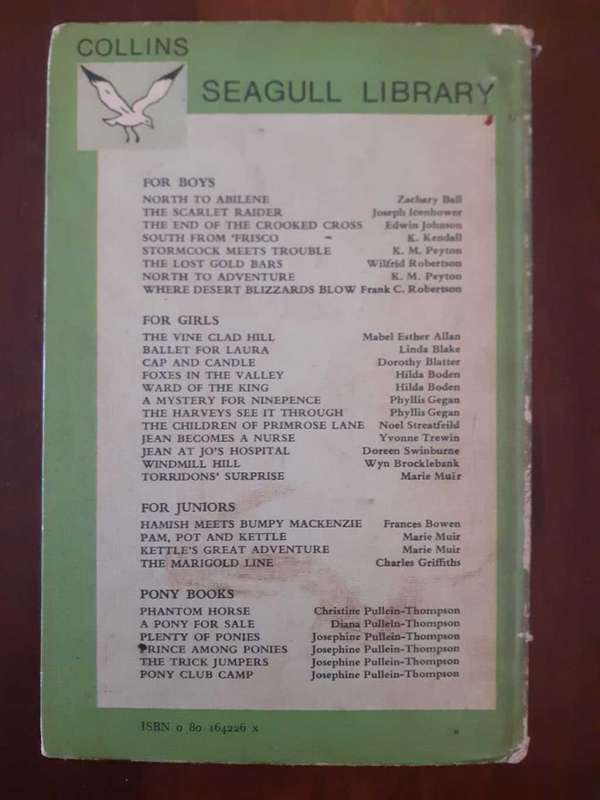 COLLINS
SEAGULL LIBRARY
FOR BOYS
NORTH TO ABILENE Zachary Ball
THE SCARLET RAIDER Joseph Icenhower
THE END OF THE CROOKED CROSS Edwin Johnson
SOUTH FROM 'FRISCO K. Kendall
STORMCOCK MEETS TROUBLE K. M. Peyton
THE LOST GOLD BARS Wilfrid Robertson
NORTH TO ADVENTURE K. M. Peyton
WHERE DESERT BLIZZARDS BLOW Frank C. Robertson
FOR GIRLS
THE VINE CLAD HILL Mabel Esther Allan
BALLET FOR LAURA Linda Blake
CAP AND CANDLE Dorothy Blatter
FOXES IN THE VALLEY Hilda Boden
WARD OF THE KING Hilda Boden
A MYSTERY FOR NINEPENCE Phyllis Gegan
THE HARVEYS SEE IT THROUGH Phyllis Gegan
THE CHILDREN OF PRIMROSE LANE Noel Streatfeild
JEAN BECOMES A NURSE Yvonne Trewin
JEAN AT JO'S HOSPITAL Doreen Swinburne
WINDMILL HILL Wyn Brocklebank
TORRIDONS' SURPRISE Marie Muir
FOR JUNIORS
HAMISH MEETS BUMPY MACKENZIE Frances Bowen
PAM, POT AND KETTLE Marie Muir
KETTLE'S GREAT ADVENTURE Marie Muir
THE MARIGOLD LINE Charles Griffiths
PONY BOOKS
PHANTOM HORSE Christine Pullein-Thompson
A PONY FOR SALE Diana Pullein-Thompson
PLENTY OF PONIES Josephine Pullein-Thompson
PRINCE AMONG PONIES Josephine Pullein-Thompson
THE TRICK JUMPERS Josephine Pullein-Thompson
PONY CLUB CAMP Josephine Pullein-Thompson
ISBN 0 80 164226 x